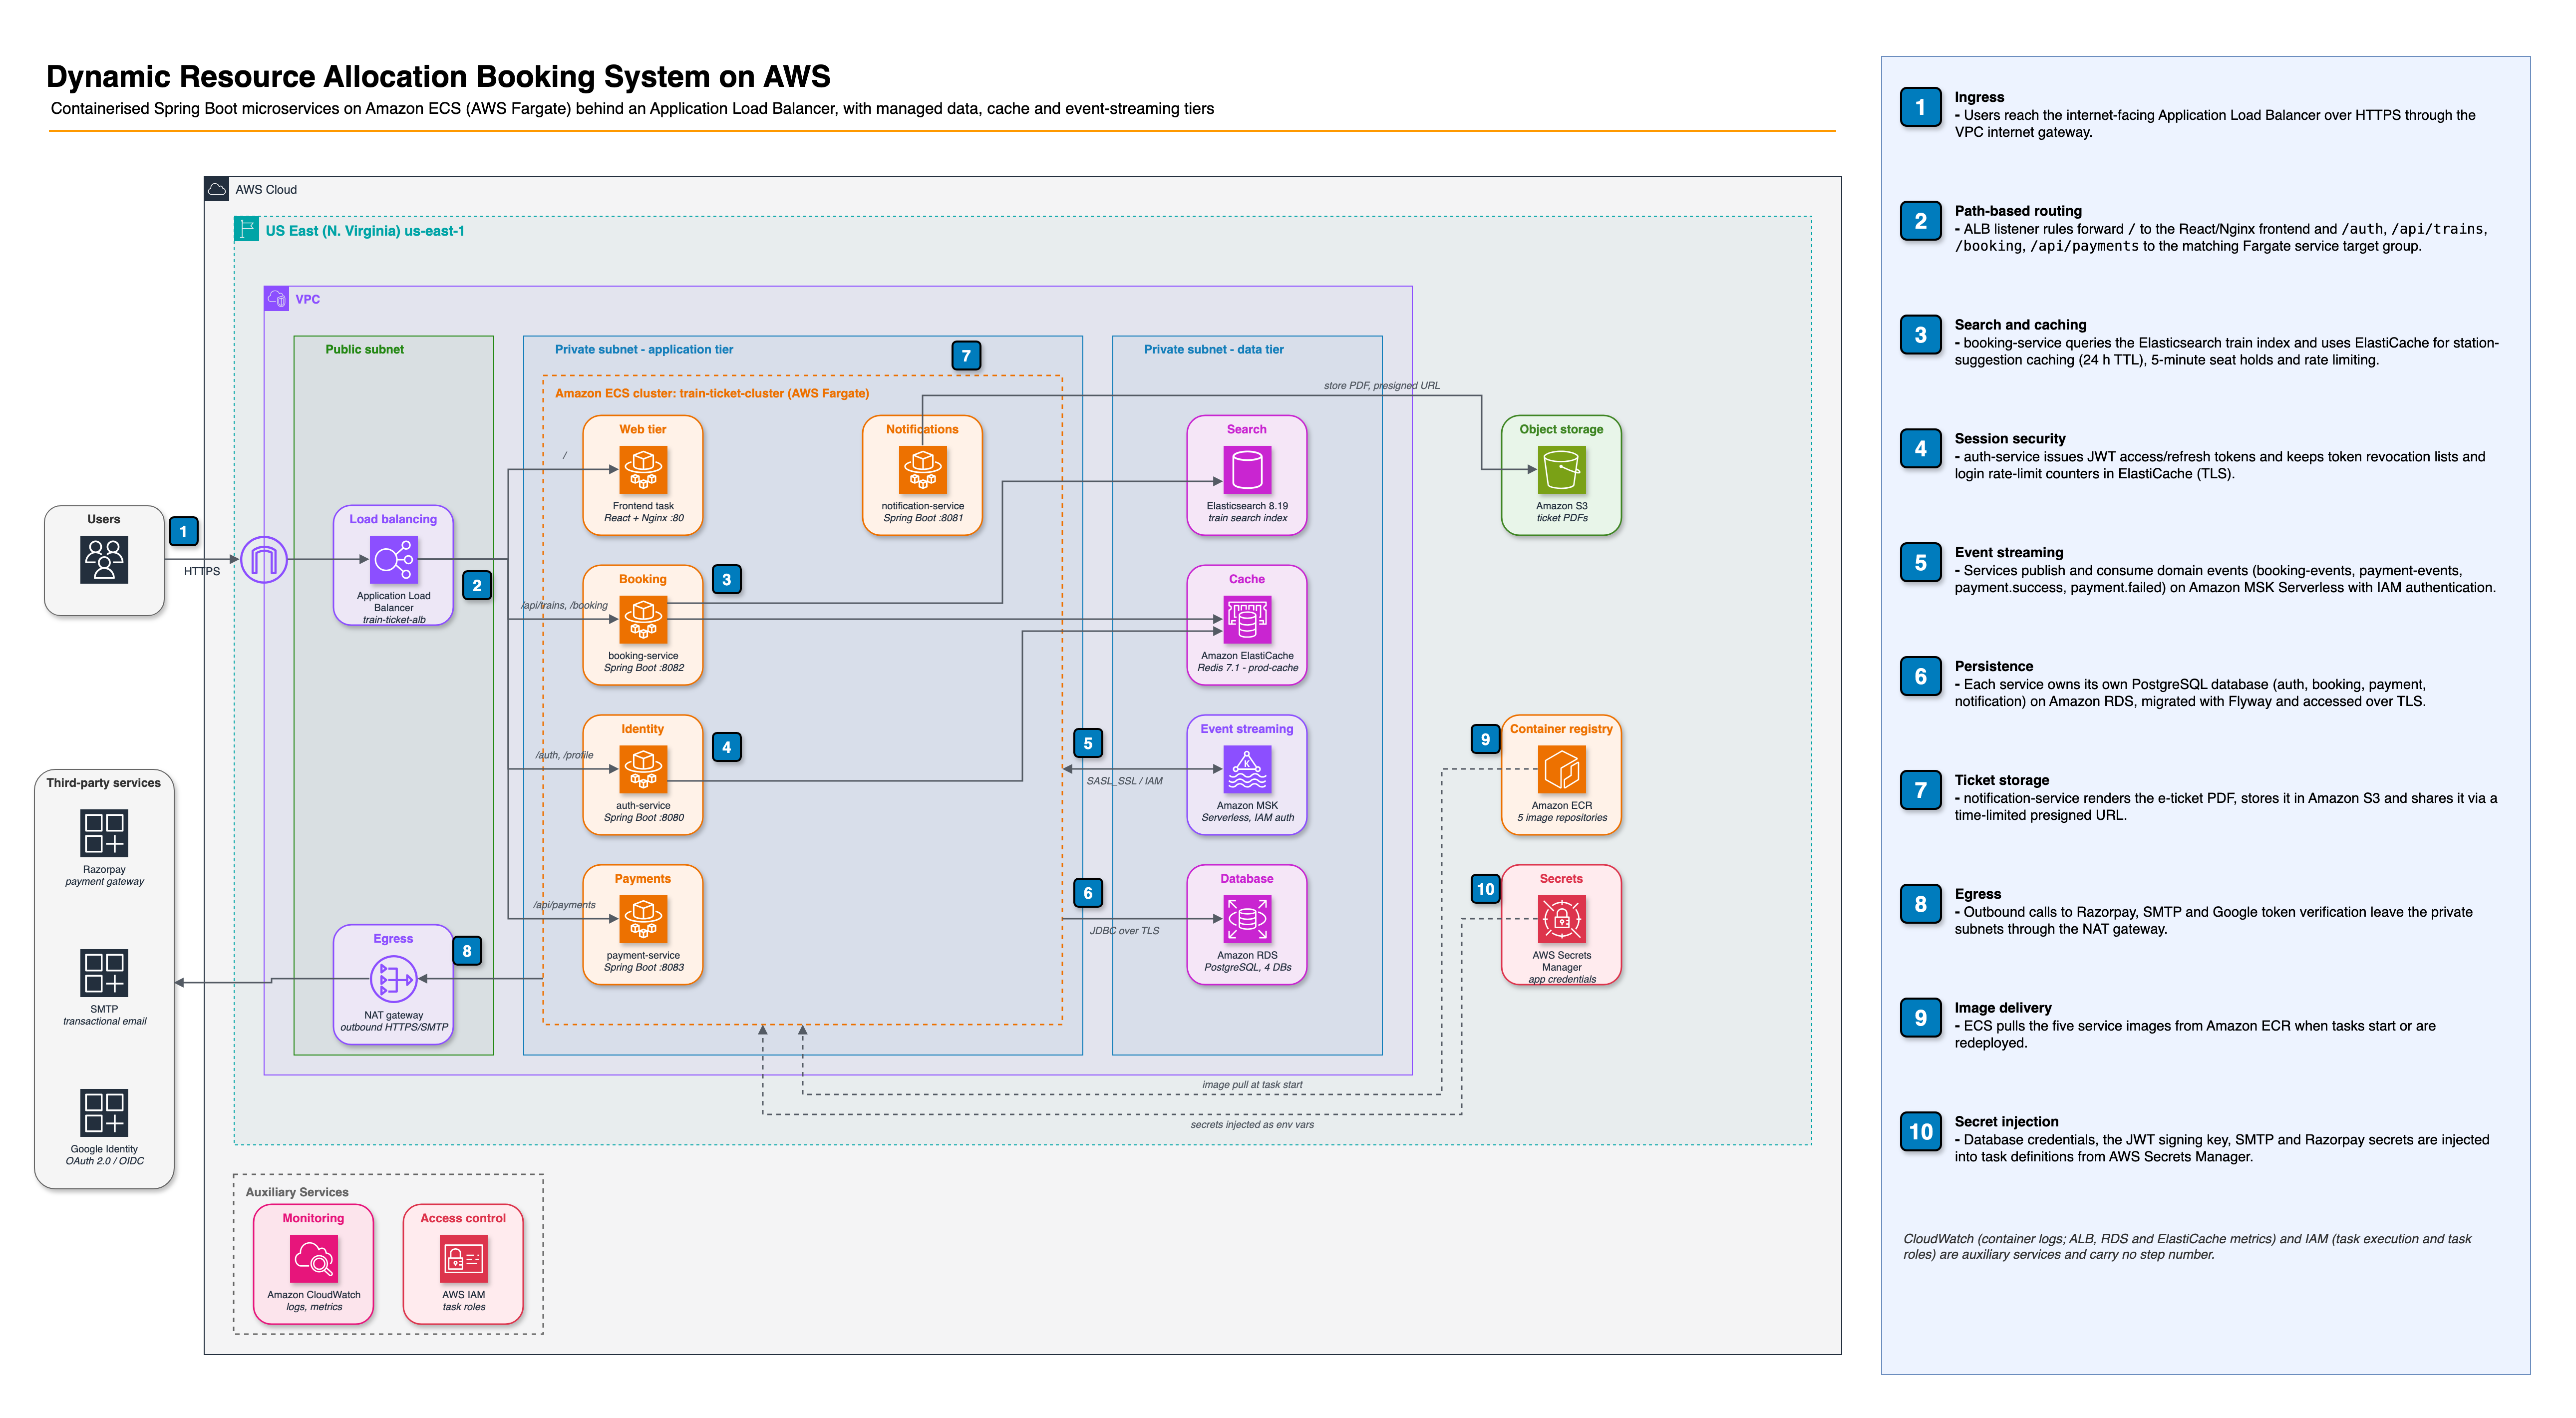 Dynamic Resource Allocation Booking System on AWS
Containerised Spring Boot microservices on Amazon ECS (AWS Fargate) behind an Application Load Balancer, with managed data, cache and event-streaming tiers
AWS Cloud
US East (N. Virginia) us-east-1
VPC
Public subnet
Private subnet - application tier
7
Private subnet - data tier
Amazon ECS cluster: train-ticket-cluster (AWS Fargate)
store PDF, presigned URL
Web tier
Frontend task
React + Nginx :80
Notifications
notification-service
Spring Boot :8081
Search
Elasticsearch 8.19
train search index
Object storage
Amazon S3
ticket PDFs
/
Users
1
HTTPS
Load balancing
Application Load
Balancer
train-ticket-alb
2
/api/trains, /booking
Booking
booking-service
Spring Boot :8082
3
Cache
Amazon ElastiCache
Redis 7.1 - prod-cache
/auth, /profile
Identity
auth-service
Spring Boot :8080
4
5
SASL_SSL / IAM
Event streaming
Amazon MSK
Serverless, IAM auth
9
Container registry
Amazon ECR
5 image repositories
Third-party services
Razorpay
payment gateway
SMTP
transactional email
Google Identity
OAuth 2.0 / OIDC
/api/payments
Payments
payment-service
Spring Boot :8083
6
JDBC over TLS
Database
Amazon RDS
PostgreSQL, 4 DBs
10
Secrets
AWS Secrets
Manager
app credentials
Egress
8
NAT gateway
outbound HTTPS/SMTP
image pull at task start
secrets injected as env vars
Auxiliary Services
Monitoring
Amazon CloudWatch
logs, metrics
Access control
AWS IAM
task roles
1
Ingress
- Users reach the internet-facing Application Load Balancer over HTTPS through the
VPC internet gateway.
2
Path-based routing
- ALB listener rules forward / to the React/Nginx frontend and /auth, /api/trains,
/booking, /api/payments to the matching Fargate service target group.
3
Search and caching
- booking-service queries the Elasticsearch train index and uses ElastiCache for station-
suggestion caching (24 h TTL), 5-minute seat holds and rate limiting.
4
Session security
- auth-service issues JWT access/refresh tokens and keeps token revocation lists and
login rate-limit counters in ElastiCache (TLS).
5
Event streaming
- Services publish and consume domain events (booking-events, payment-events,
payment.success, payment.failed) on Amazon MSK Serverless with IAM authentication.
6
Persistence
- Each service owns its own PostgreSQL database (auth, booking, payment,
notification) on Amazon RDS, migrated with Flyway and accessed over TLS.
7
Ticket storage
- notification-service renders the e-ticket PDF, stores it in Amazon S3 and shares it via a
time-limited presigned URL.
8
Egress
- Outbound calls to Razorpay, SMTP and Google token verification leave the private
subnets through the NAT gateway.
9
Image delivery
- ECS pulls the five service images from Amazon ECR when tasks start or are
redeployed.
10
Secret injection
- Database credentials, the JWT signing key, SMTP and Razorpay secrets are injected
into task definitions from AWS Secrets Manager.
CloudWatch (container logs; ALB, RDS and ElastiCache metrics) and IAM (task execution and task
roles) are auxiliary services and carry no step number.